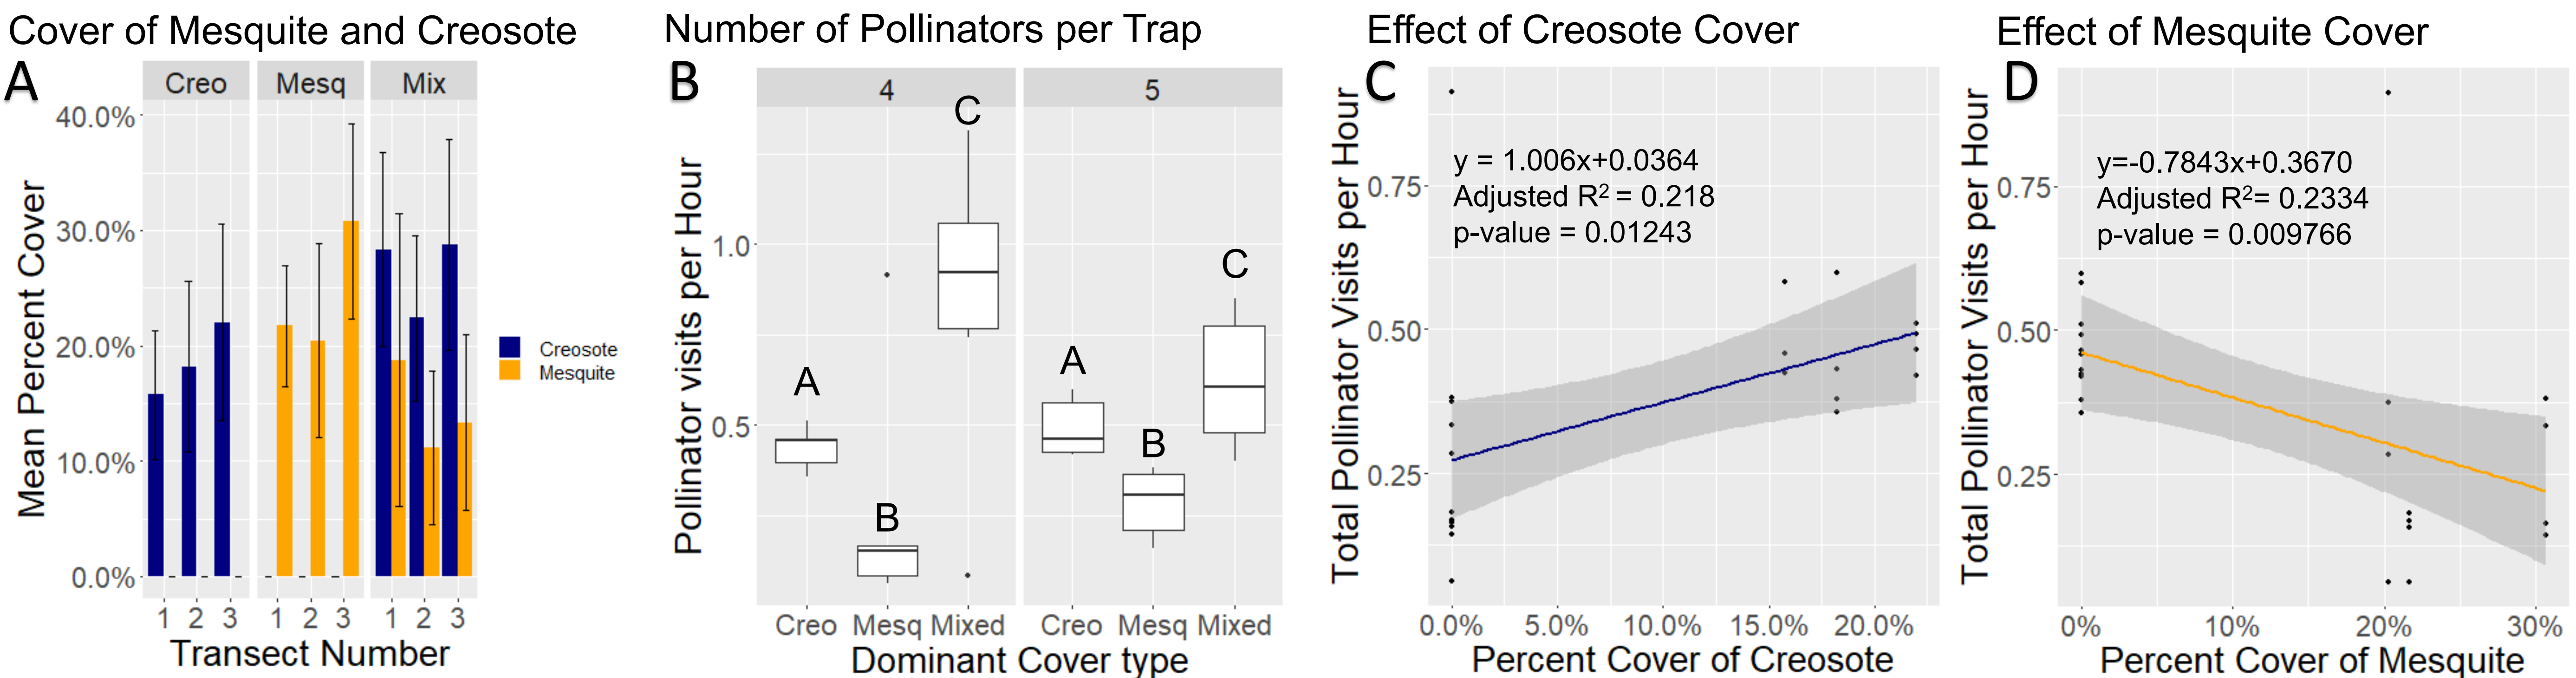 Cover of Mesquite and Creosote
A
Creo Mesq Mix
40.0%
30.0%
20.0%
10.0%
0.0%
Mean Percent Cover
1 2 3 1 2 3 1 2 3
Transect Number
Creosote
Mesquite
Number of Pollinators per Trap
B
4 5
C
A
B
A
B
C
1.0
0.5
Pollinator visits per Hour
Creo Mesq Mixed Creo Mesq Mixed
Dominant Cover type
Effect of Creosote Cover
C
y = 1.006x+0.0364
Adjusted R² = 0.218
p-value = 0.01243
0.75
0.50
0.25
Total Pollinator Visits per Hour
0.0% 5.0% 10.0% 15.0% 20.0%
Percent Cover of Creosote
Effect of Mesquite Cover
D
y=-0.7843x+0.3670
Adjusted R²= 0.2334
p-value = 0.009766
0.75
0.50
0.25
Total Pollinator Visits per Hour
0% 10% 20% 30%
Percent Cover of Mesquite